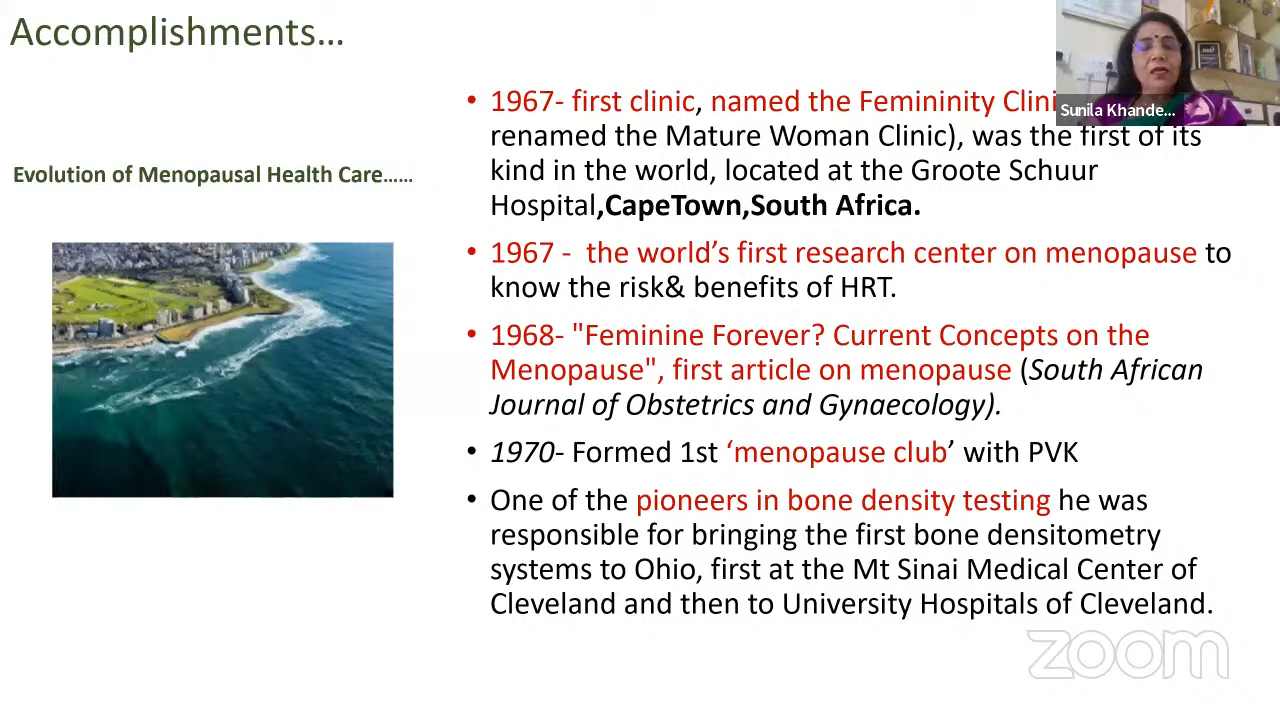 Accomplishments…
Sunila Khande...
• 1967- first clinic, named the Femininity Clini
renamed the Mature Woman Clinic), was the first of its
kind in the world, located at the Groote Schuur
Hospital,CapeTown,South Africa.
Evolution of Menopausal Health Care......
• 1967 - the world’s first research center on menopause to
know the risk& benefits of HRT.
• 1968- "Feminine Forever? Current Concepts on the
Menopause", first article on menopause (South African
Journal of Obstetrics and Gynaecology).
• 1970- Formed 1st ‘menopause club’ with PVK
• One of the pioneers in bone density testing he was
responsible for bringing the first bone densitometry
systems to Ohio, first at the Mt Sinai Medical Center of
Cleveland and then to University Hospitals of Cleveland.
zoom